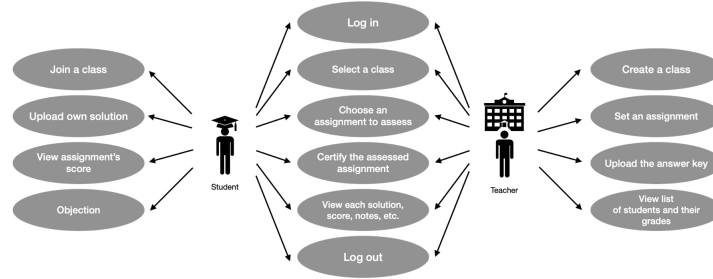 Log in
Join a class
Select a class
Create a class
Upload own solution
Choose an
assignment to assess
Set an assignment
View assignment's
score
Certify the assessed
assignment
Upload the answer key
Student
Teacher
Objection
View each solution,
score, notes, etc.
View list
of students and their
grades
Log out